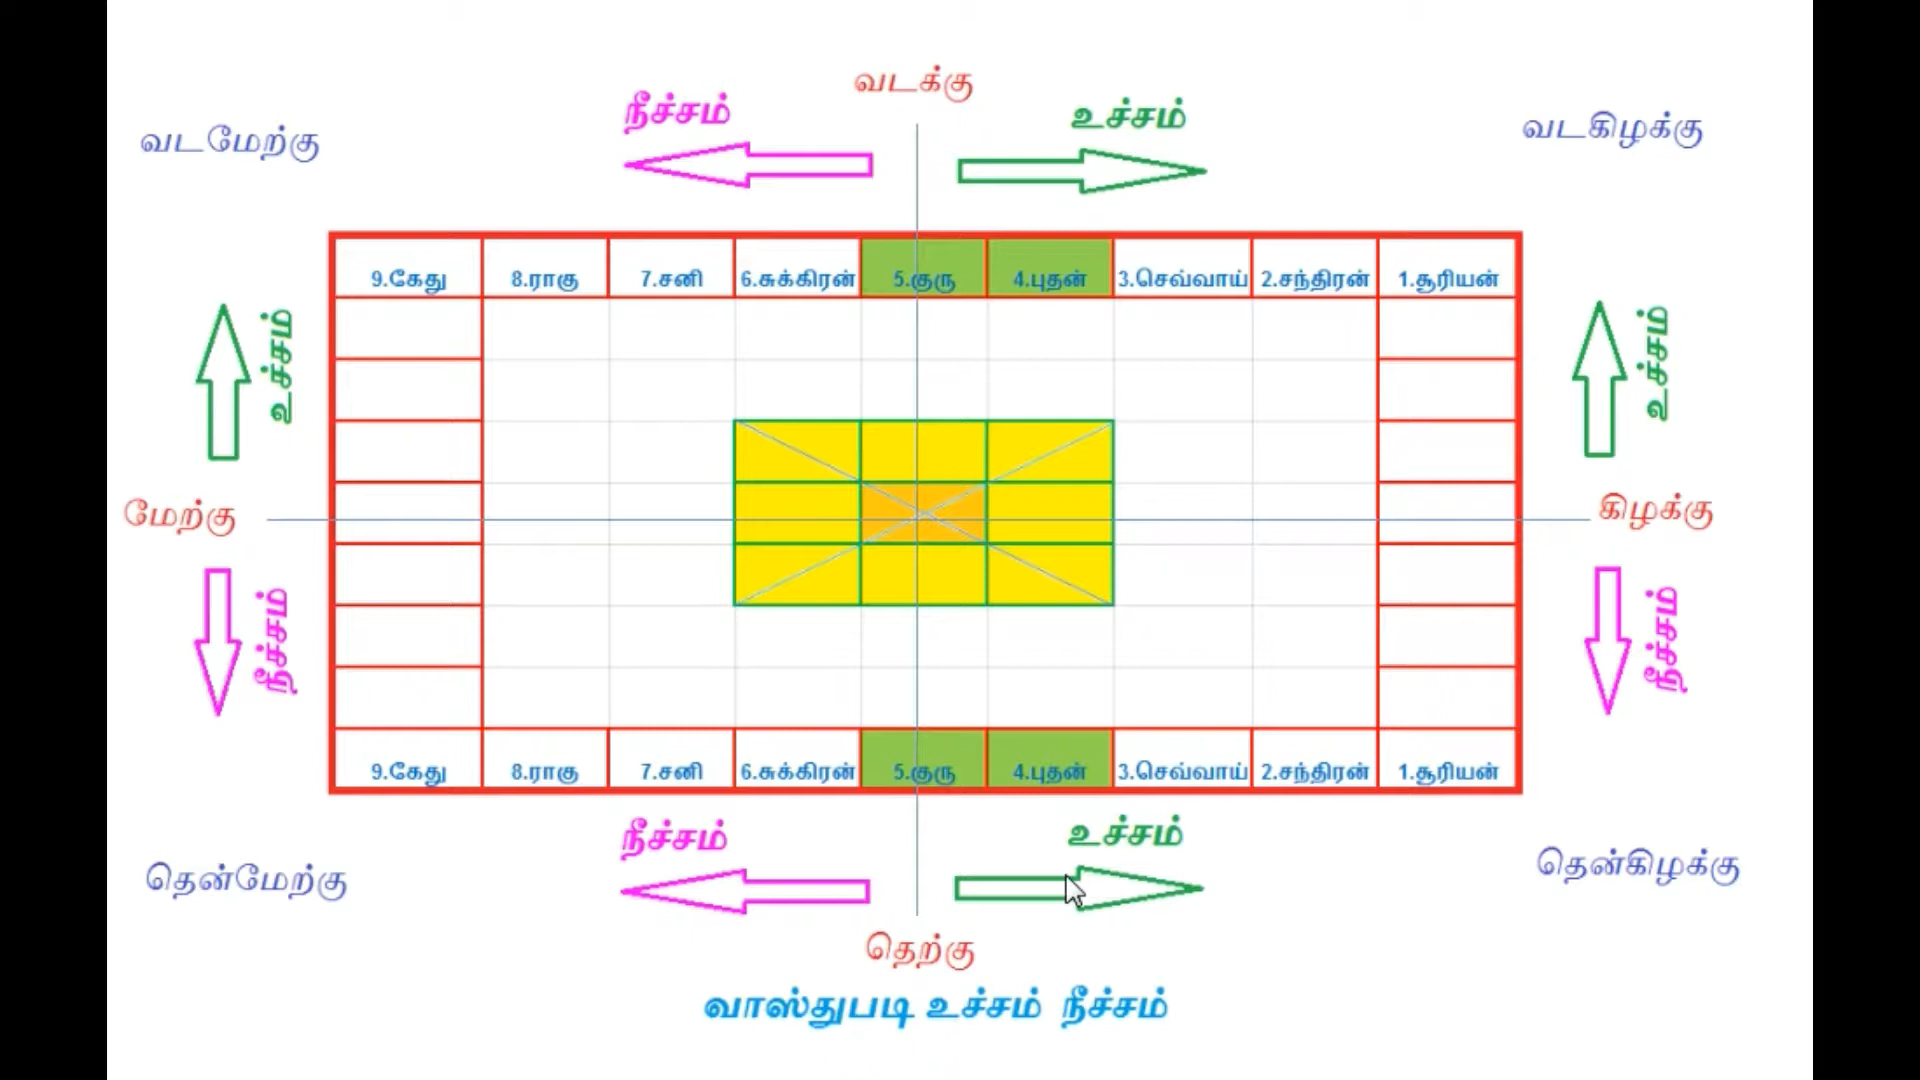 வடக்கு
நீச்சம்
உச்சம்
வடமேற்கு
வடகிழக்கு
9.கேது 8.ராகு 7.சனி 6.சுக்கிரன் 5.குரு 4.புதன் 3.செவ்வாய் 2.சந்திரன் 1.சூரியன்
உச்சம்
உச்சம்
மேற்கு
கிழக்கு
நீச்சம்
நீச்சம்
9.கேது 8.ராகு 7.சனி 6.சுக்கிரன் 5.குரு 4.புதன் 3.செவ்வாய் 2.சந்திரன் 1.சூரியன்
நீச்சம்
உச்சம்
தென்மேற்கு
தென்கிழக்கு
தெற்கு
வாஸ்துபடி உச்சம் நீச்சம்